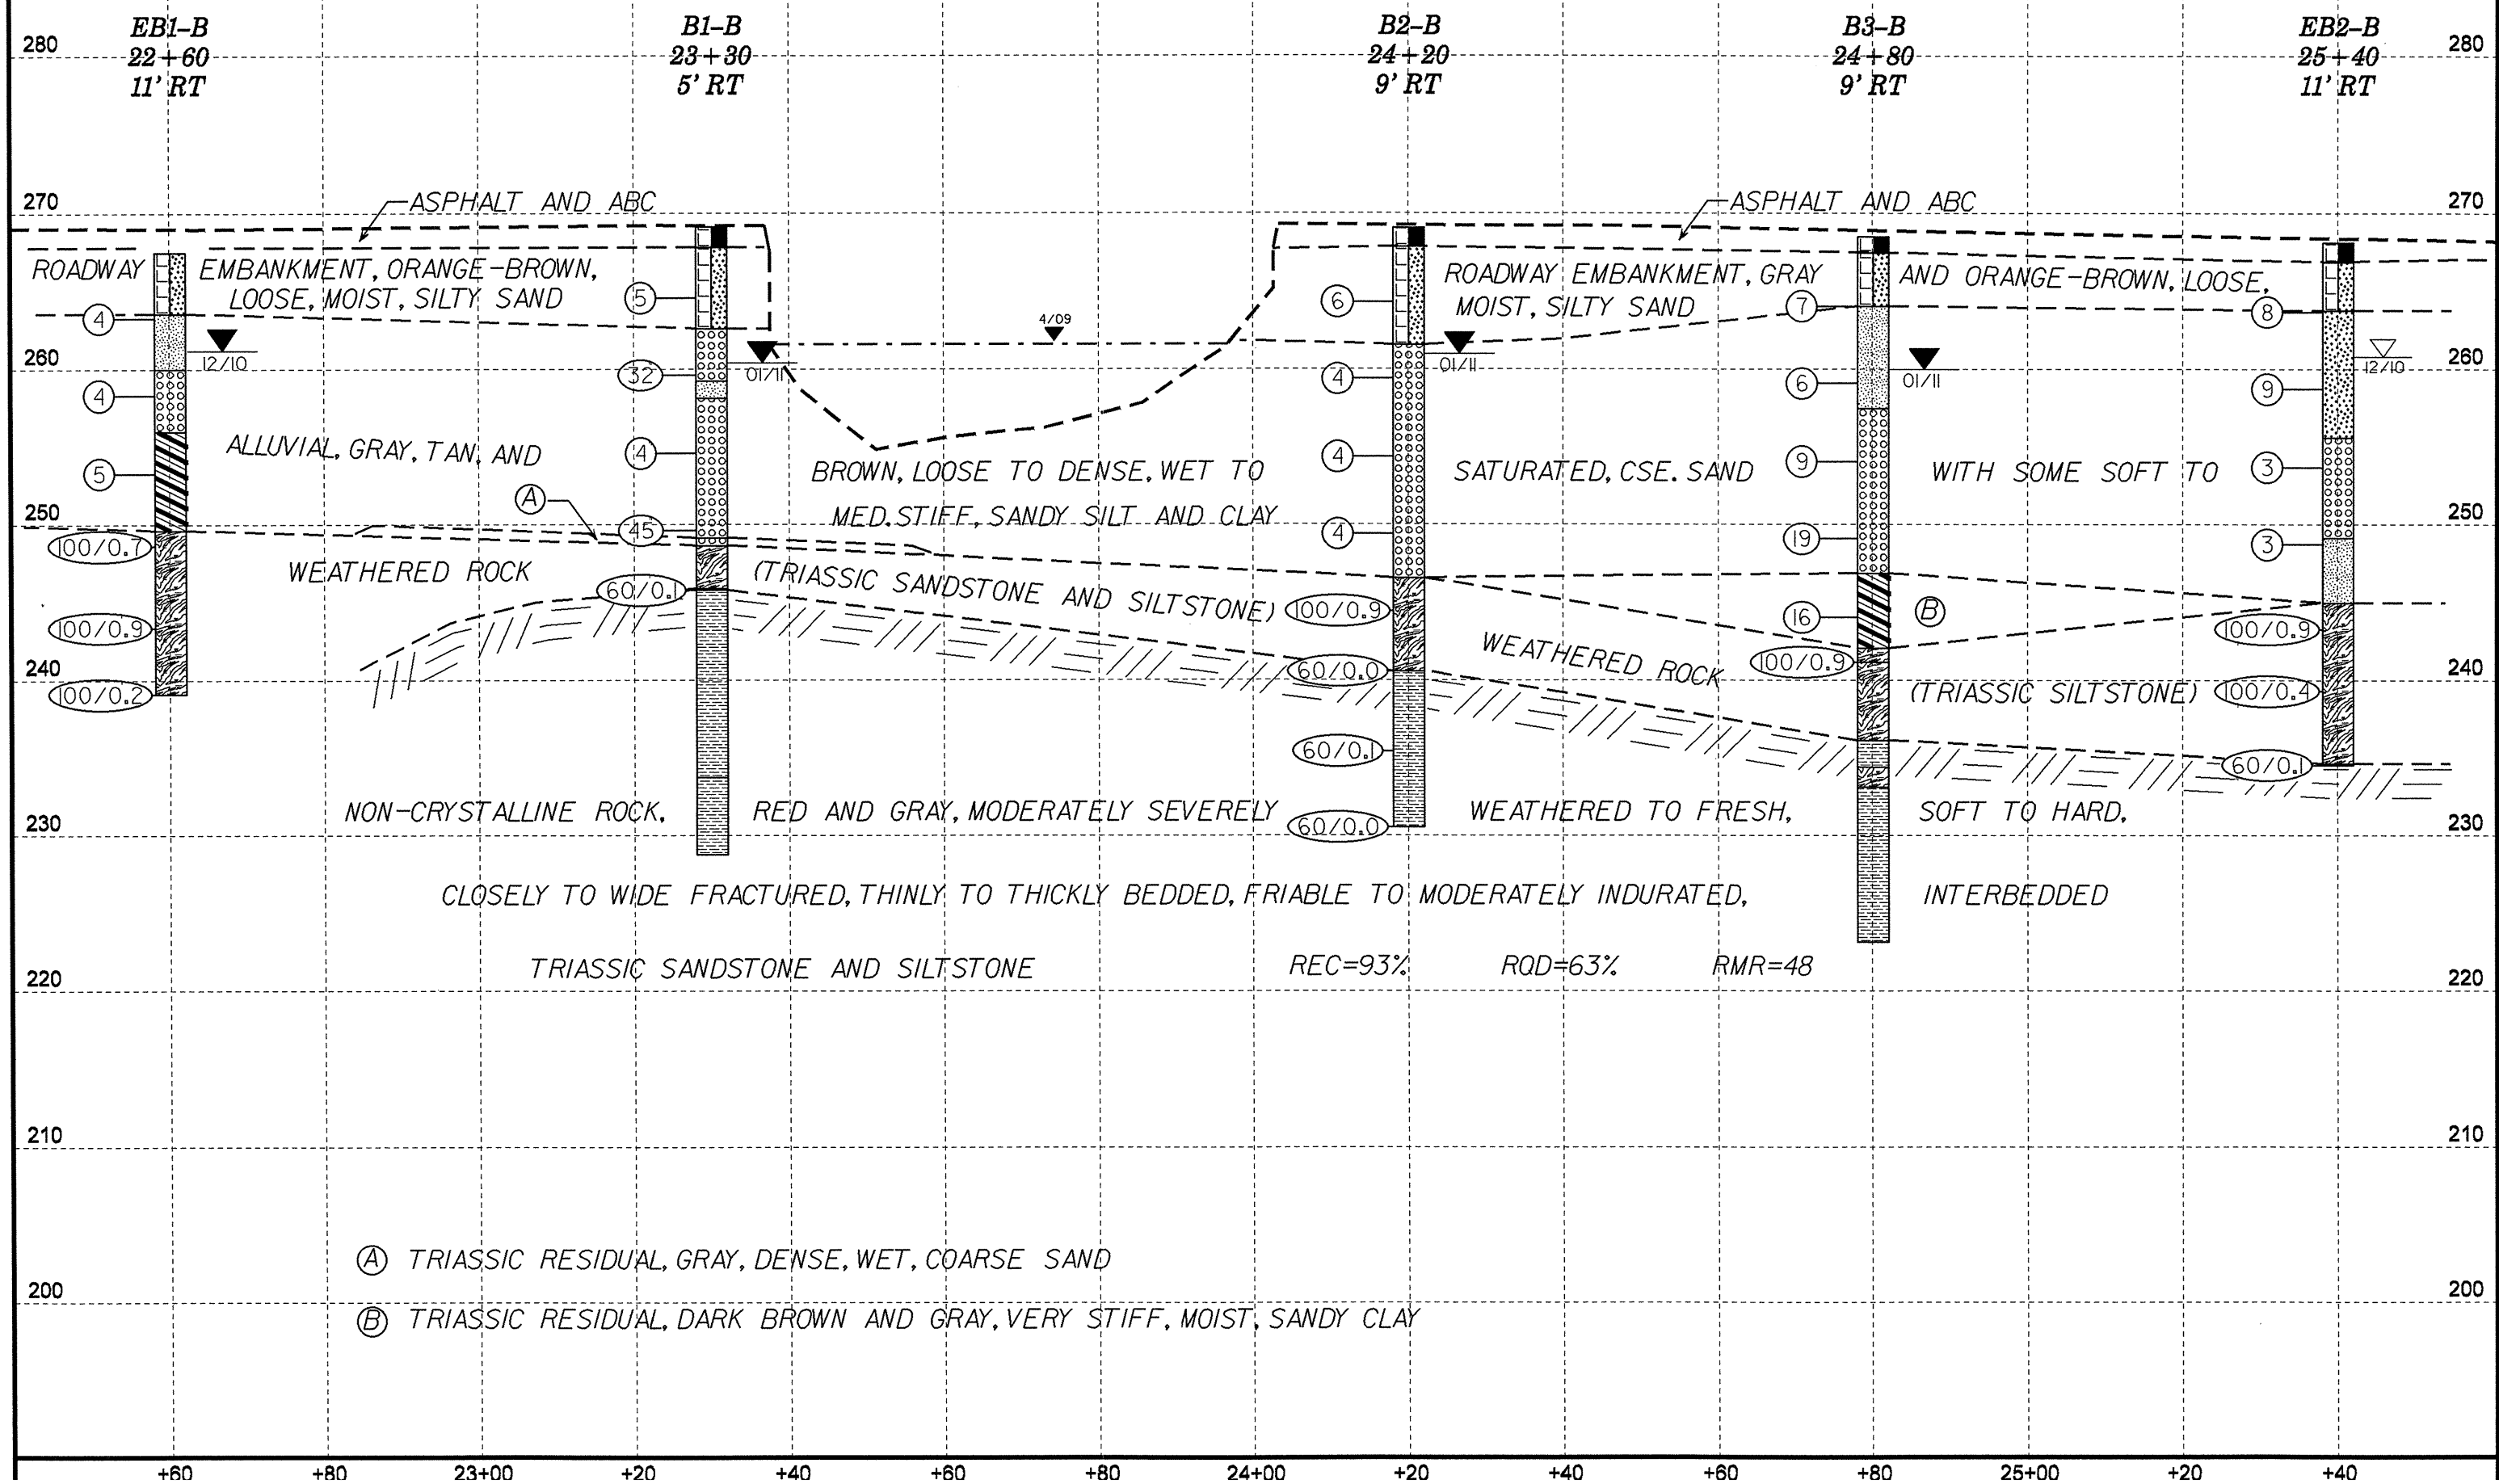 EB1-B
22+60
11' RT
B1-B
23+30
5' RT
B2-B
24+20
9' RT
B3-B
24+80
9' RT
EB2-B
25+40
11' RT
280 280
270 270
ASPHALT AND ABC
ASPHALT AND ABC
ROADWAY EMBANKMENT, ORANGE-BROWN,
LOOSE, MOIST, SILTY SAND
ROADWAY EMBANKMENT, GRAY AND ORANGE-BROWN, LOOSE,
MOIST, SILTY SAND
4
5
6
7
8
4/09
12/10
01/11
01/11
01/11
12/10
260 260
4
32
4
6
9
ALLUVIAL, GRAY, TAN, AND BROWN, LOOSE TO DENSE, WET TO SATURATED, CSE. SAND WITH SOME SOFT TO
MED. STIFF, SANDY SILT AND CLAY
5
4
4
9
3
A
250 250
100/0.7
45
4
19
3
WEATHERED ROCK (TRIASSIC SANDSTONE AND SILTSTONE)
60/0.1
100/0.9
16
B
100/0.9
100/0.9
WEATHERED ROCK (TRIASSIC SILTSTONE)
60/0.0
100/0.9
240 240
100/0.2
100/0.4
60/0.1
60/0.1
NON-CRYSTALLINE ROCK, RED AND GRAY, MODERATELY SEVERELY WEATHERED TO FRESH, SOFT TO HARD,
60/0.0
230 230
CLOSELY TO WIDE FRACTURED, THINLY TO THICKLY BEDDED, FRIABLE TO MODERATELY INDURATED, INTERBEDDED
TRIASSIC SANDSTONE AND SILTSTONE REC=93% RQD=63% RMR=48
220 220
210 210
A TRIASSIC RESIDUAL, GRAY, DENSE, WET, COARSE SAND
200 200
B TRIASSIC RESIDUAL, DARK BROWN AND GRAY, VERY STIFF, MOIST, SANDY CLAY
+60 +80 23+00 +20 +40 +60 +80 24+00 +20 +40 +60 +80 25+00 +20 +40